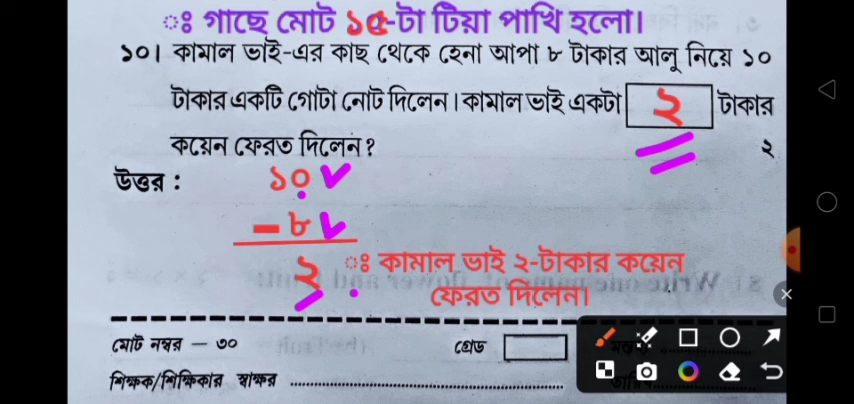 ঃ গাছে মোট ১৫-টা টিয়া পাখি হলো।
১০। কামাল ভাই-এর কাছ থেকে হেনা আপা ৮ টাকার আলু নিয়ে ১০
টাকার একটি গোটা নোট দিলেন। কামাল ভাই একটা ২ টাকার
কয়েন ফেরত দিলেন? ২
উত্তর : ১০
- ৮
২ ঃ কামাল ভাই ২-টাকার কয়েন
ফেরত দিলেন।
মোট নম্বর – ৩০ গ্রেড
শিক্ষক/শিক্ষিকার স্বাক্ষর